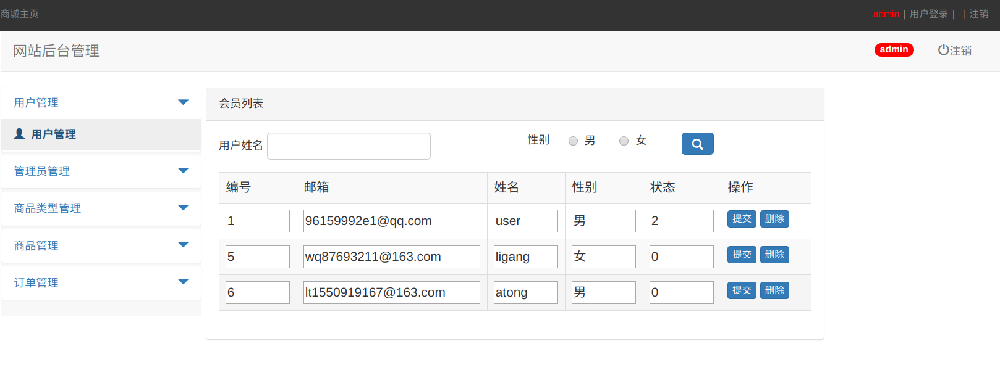 商城主页 admin | 用户登录 | | 注销
网站后台管理 admin 注销
用户管理
用户管理
管理员管理
商品类型管理
商品管理
订单管理
会员列表
用户姓名 性别 男 女
编号 邮箱 姓名 性别 状态 操作
1 96159992e1@qq.com user 男 2 提交 删除
5 wq87693211@163.com ligang 女 0 提交 删除
6 lt1550919167@163.com atong 男 0 提交 删除